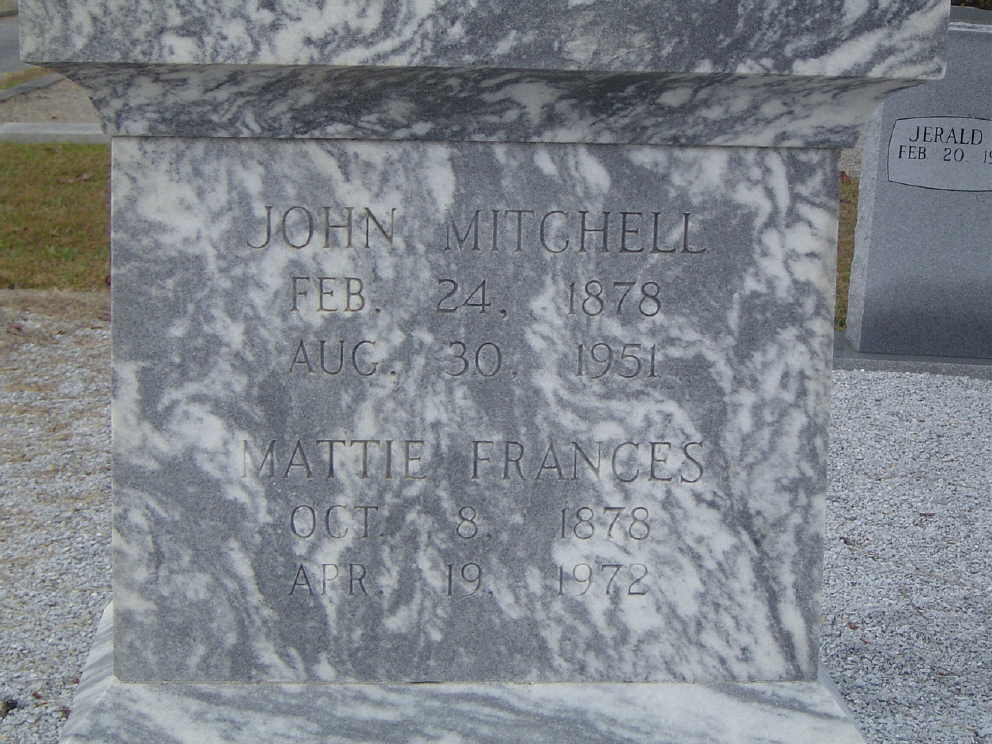 JOHN MITCHELL
FEB. 24, 1878
AUG. 30, 1951
MATTIE FRANCES
OCT. 8, 1878
APR. 19, 1972
JERALD
FEB 20